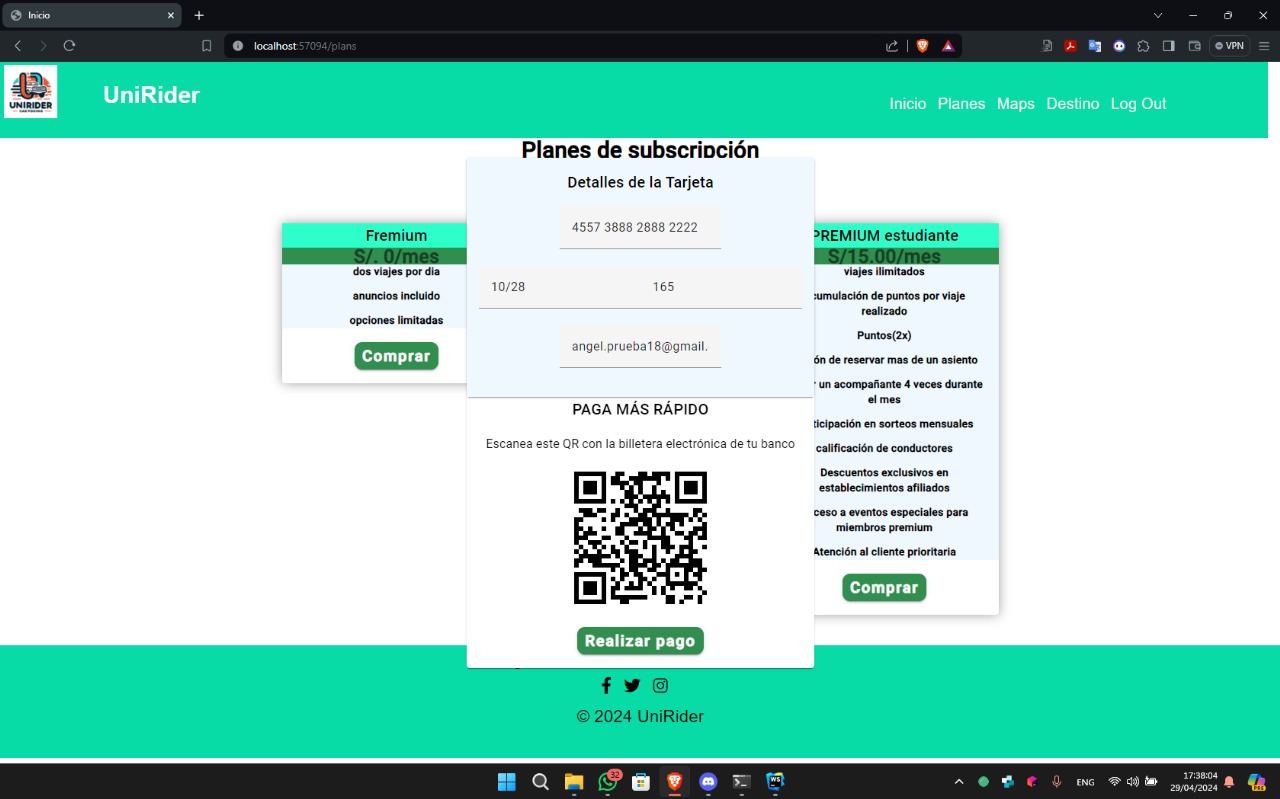 Inicio
localhost:57094/plans
VPN
UNIRIDER
UniRider
Inicio Planes Maps Destino Log Out
Planes de subscripción
Detalles de la Tarjeta
4557 3888 2888 2222
10/28 165
angel.prueba18@gmail.
PAGA MÁS RÁPIDO
Escanea este QR con la billetera electrónica de tu banco
Realizar pago
Fremium
S/. 0/mes
dos viajes por dia
anuncios incluido
opciones limitadas
Comprar
PREMIUM estudiante
S/15.00/mes
viajes ilimitados
cumulación de puntos por viaje
realizado
Puntos(2x)
ón de reservar mas de un asiento
un acompañante 4 veces durante
el mes
ticipación en sorteos mensuales
calificación de conductores
Descuentos exclusivos en
establecimientos afiliados
ceso a eventos especiales para
miembros premium
Atención al cliente prioritaria
Comprar
© 2024 UniRider
32
WS
ENG
17:38:04
29/04/2024
PRE